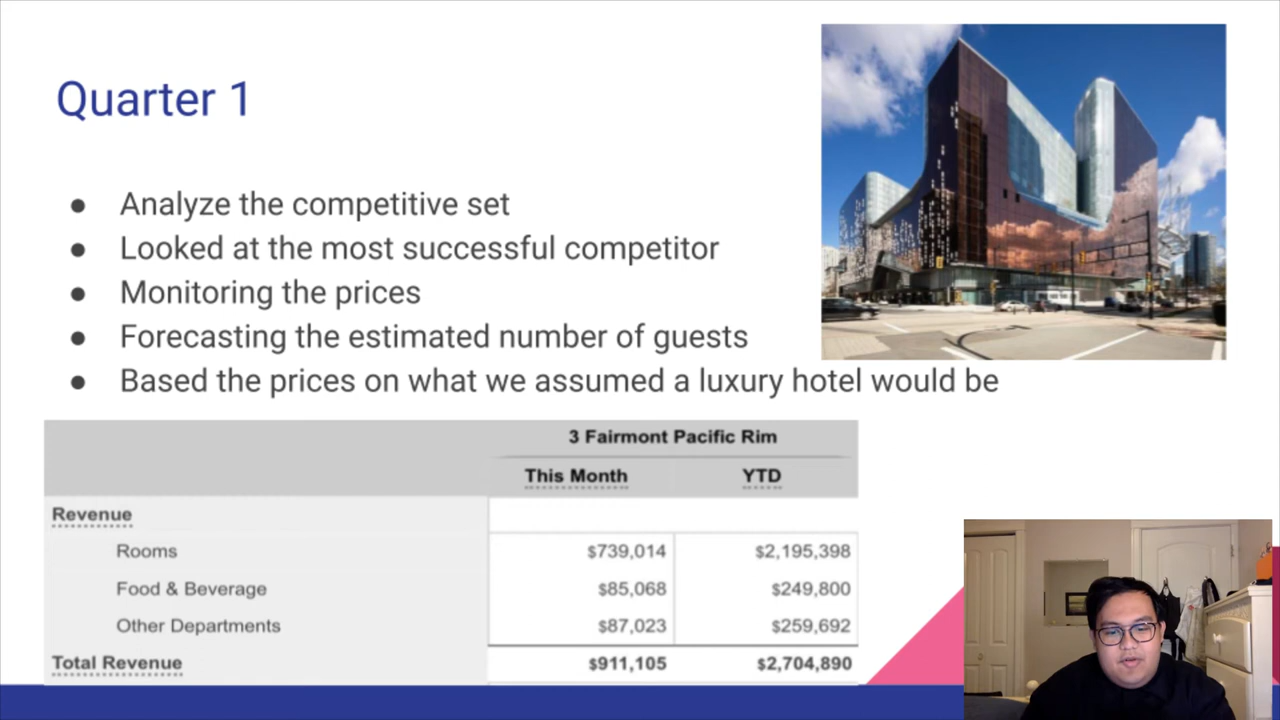 Quarter 1
● Analyze the competitive set
● Looked at the most successful competitor
● Monitoring the prices
● Forecasting the estimated number of guests
● Based the prices on what we assumed a luxury hotel would be
3 Fairmont Pacific Rim
This Month YTD
Revenue
Rooms $739,014 $2,195,398
Food & Beverage $85,068 $249,800
Other Departments $87,023 $259,692
Total Revenue $911,105 $2,704,890